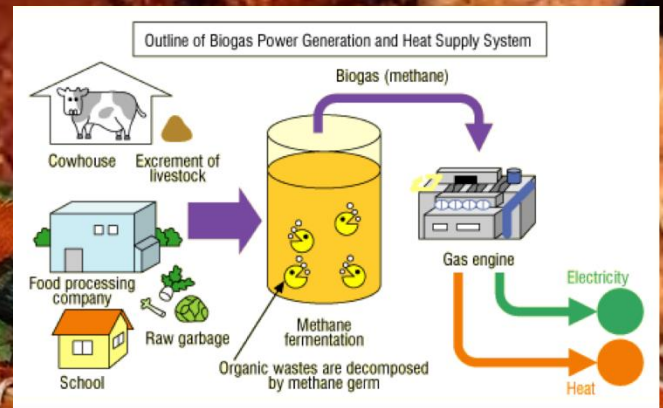 Outline of Biogas Power Generation and Heat Supply System
Biogas (methane)
Cowhouse
Excrement of
livestock
Food processing
company
Raw garbage
School
Methane
fermentation
Organic wastes are decomposed
by methane germ
Gas engine
Electricity
Heat